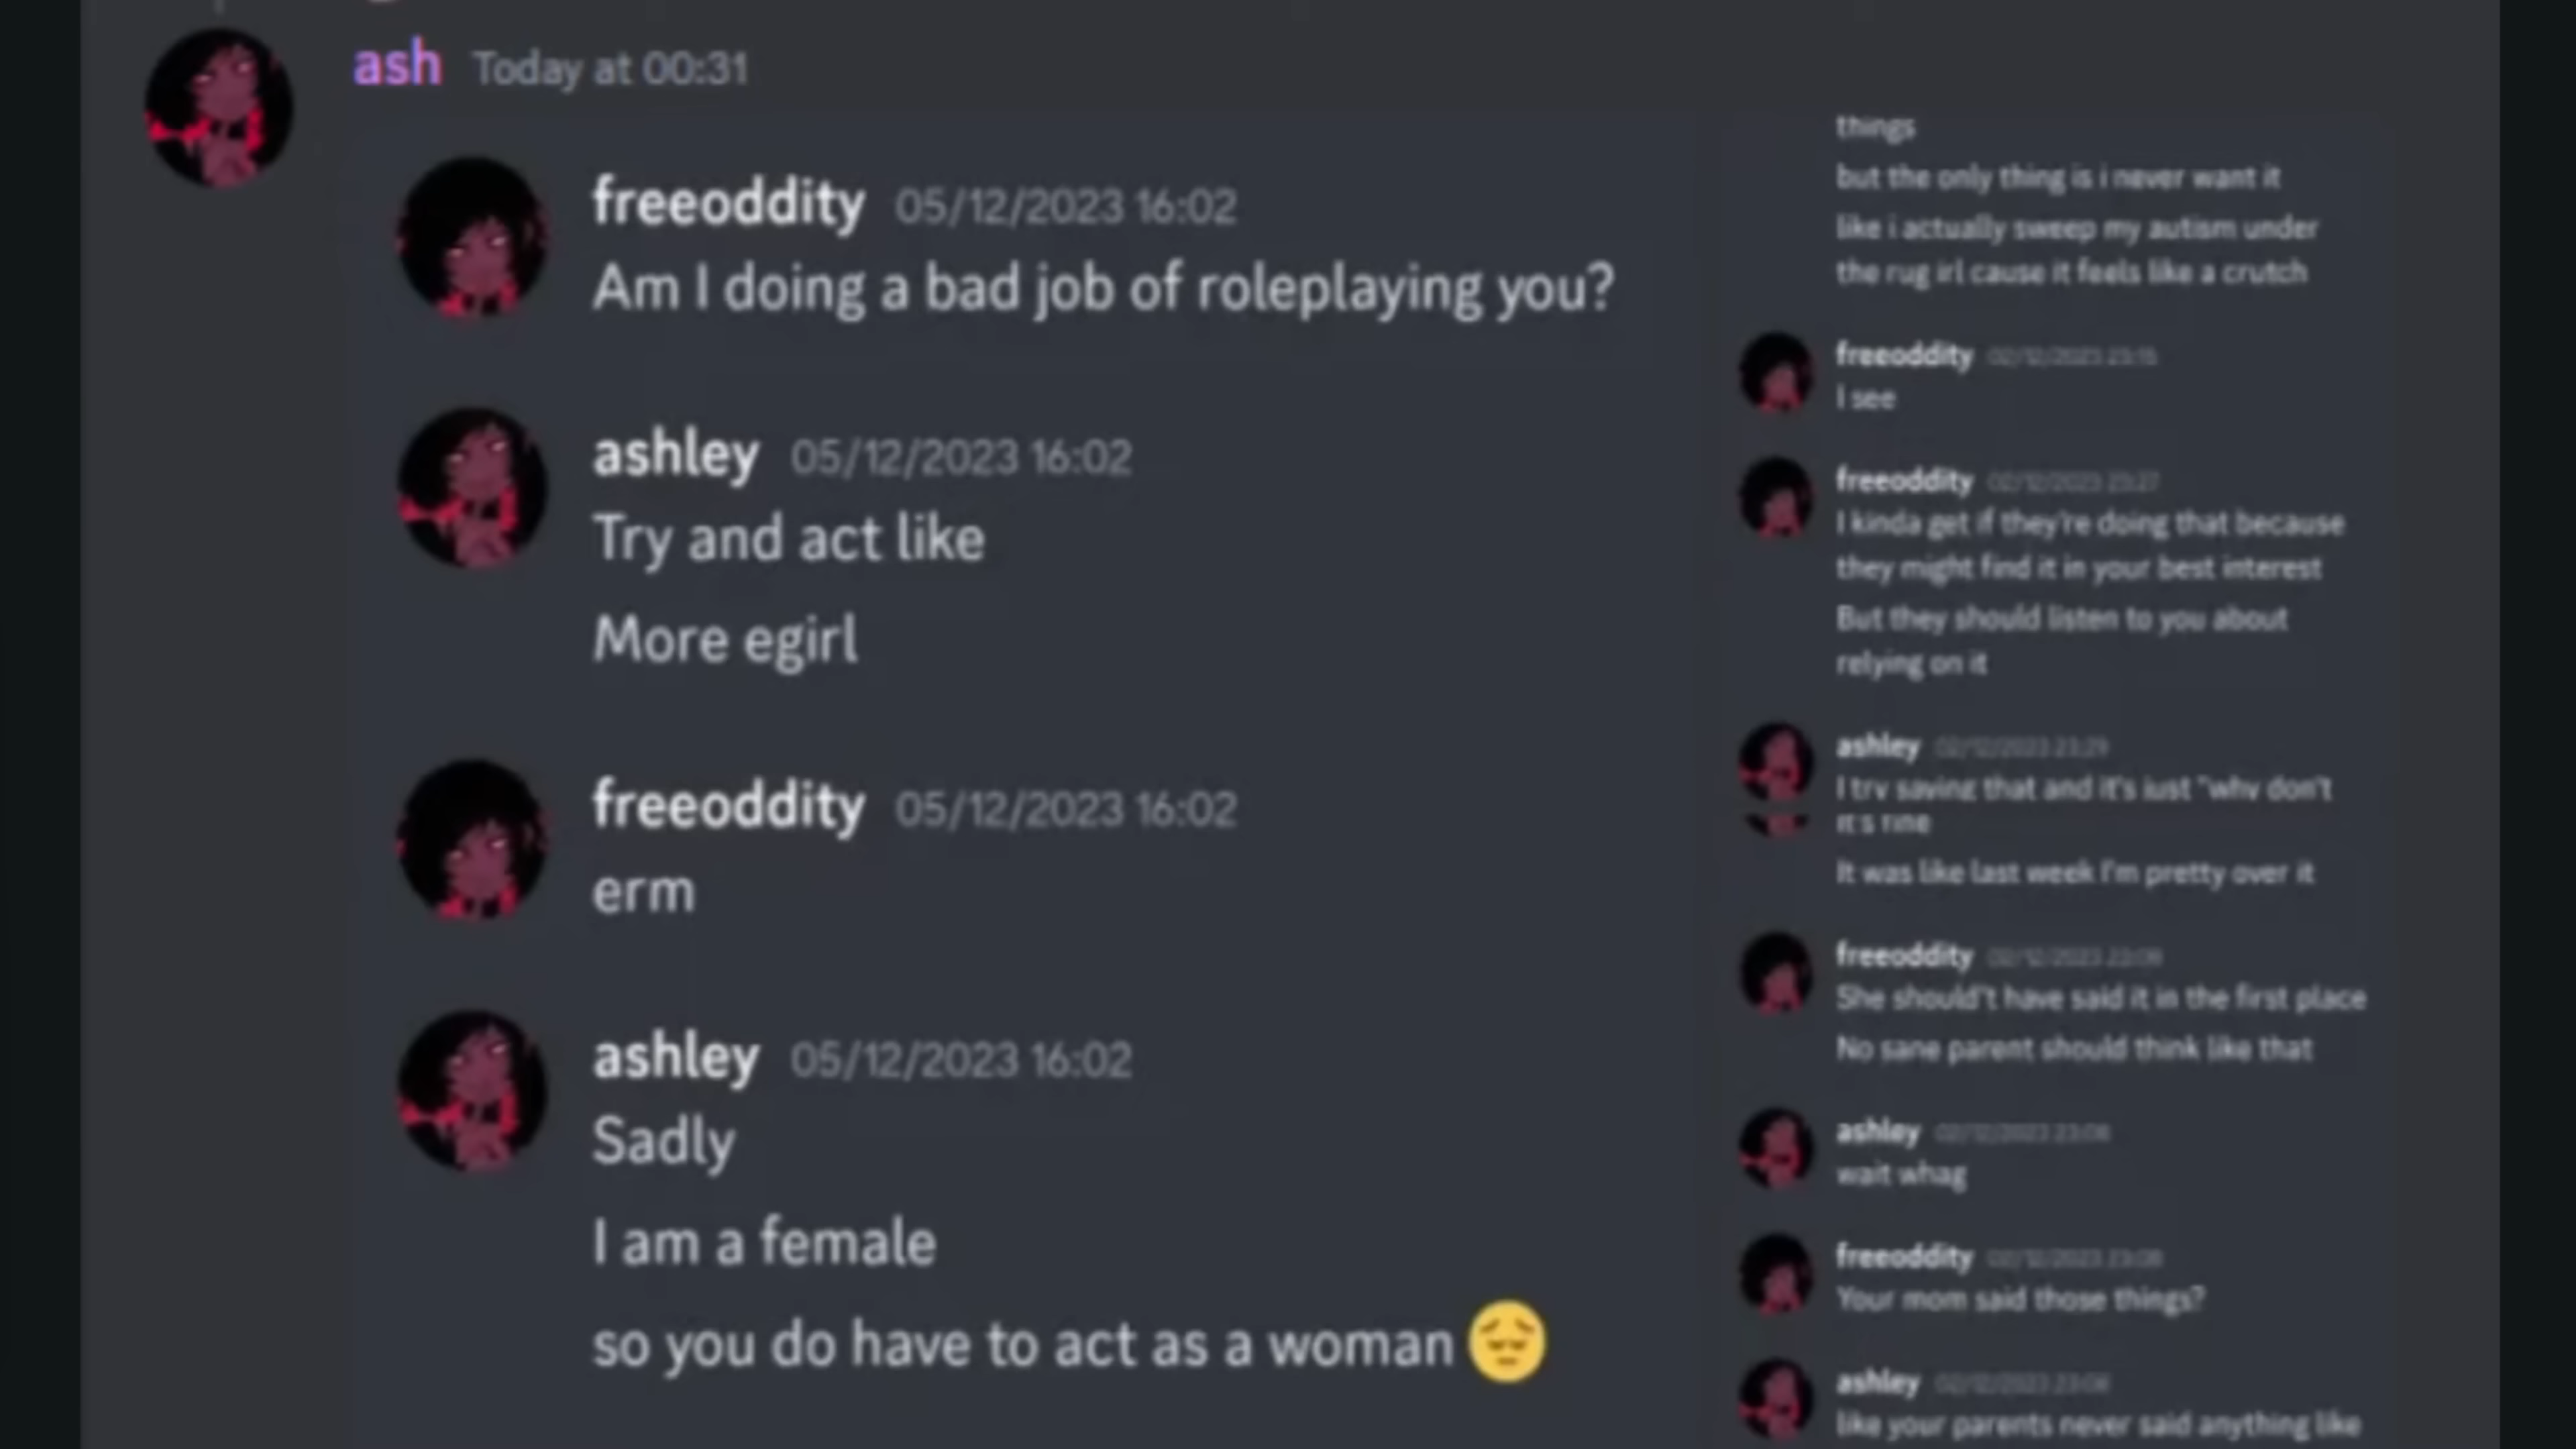 ash Today at 00:31
freeoddity 05/12/2023 16:02
Am I doing a bad job of roleplaying you?
ashley 05/12/2023 16:02
Try and act like
More egirl
freeoddity 05/12/2023 16:02
erm
ashley 05/12/2023 16:02
Sadly
I am a female
so you do have to act as a woman 😔
things
but the only thing is i never want it
like i actually sweep my autism under
the rug irl cause it feels like a crutch
freeoddity
I see
freeoddity
I kinda get if they're doing that because
they might find it in your best interest
But they should listen to you about
relying on it
ashley
I try saying that and it's just "why don't
it's fine
It was like last week I'm pretty over it
freeoddity
She should't have said it in the first place
No sane parent should think like that
ashley
wait whag
freeoddity
Your mom said those things?
ashley
like your parents never said anything like